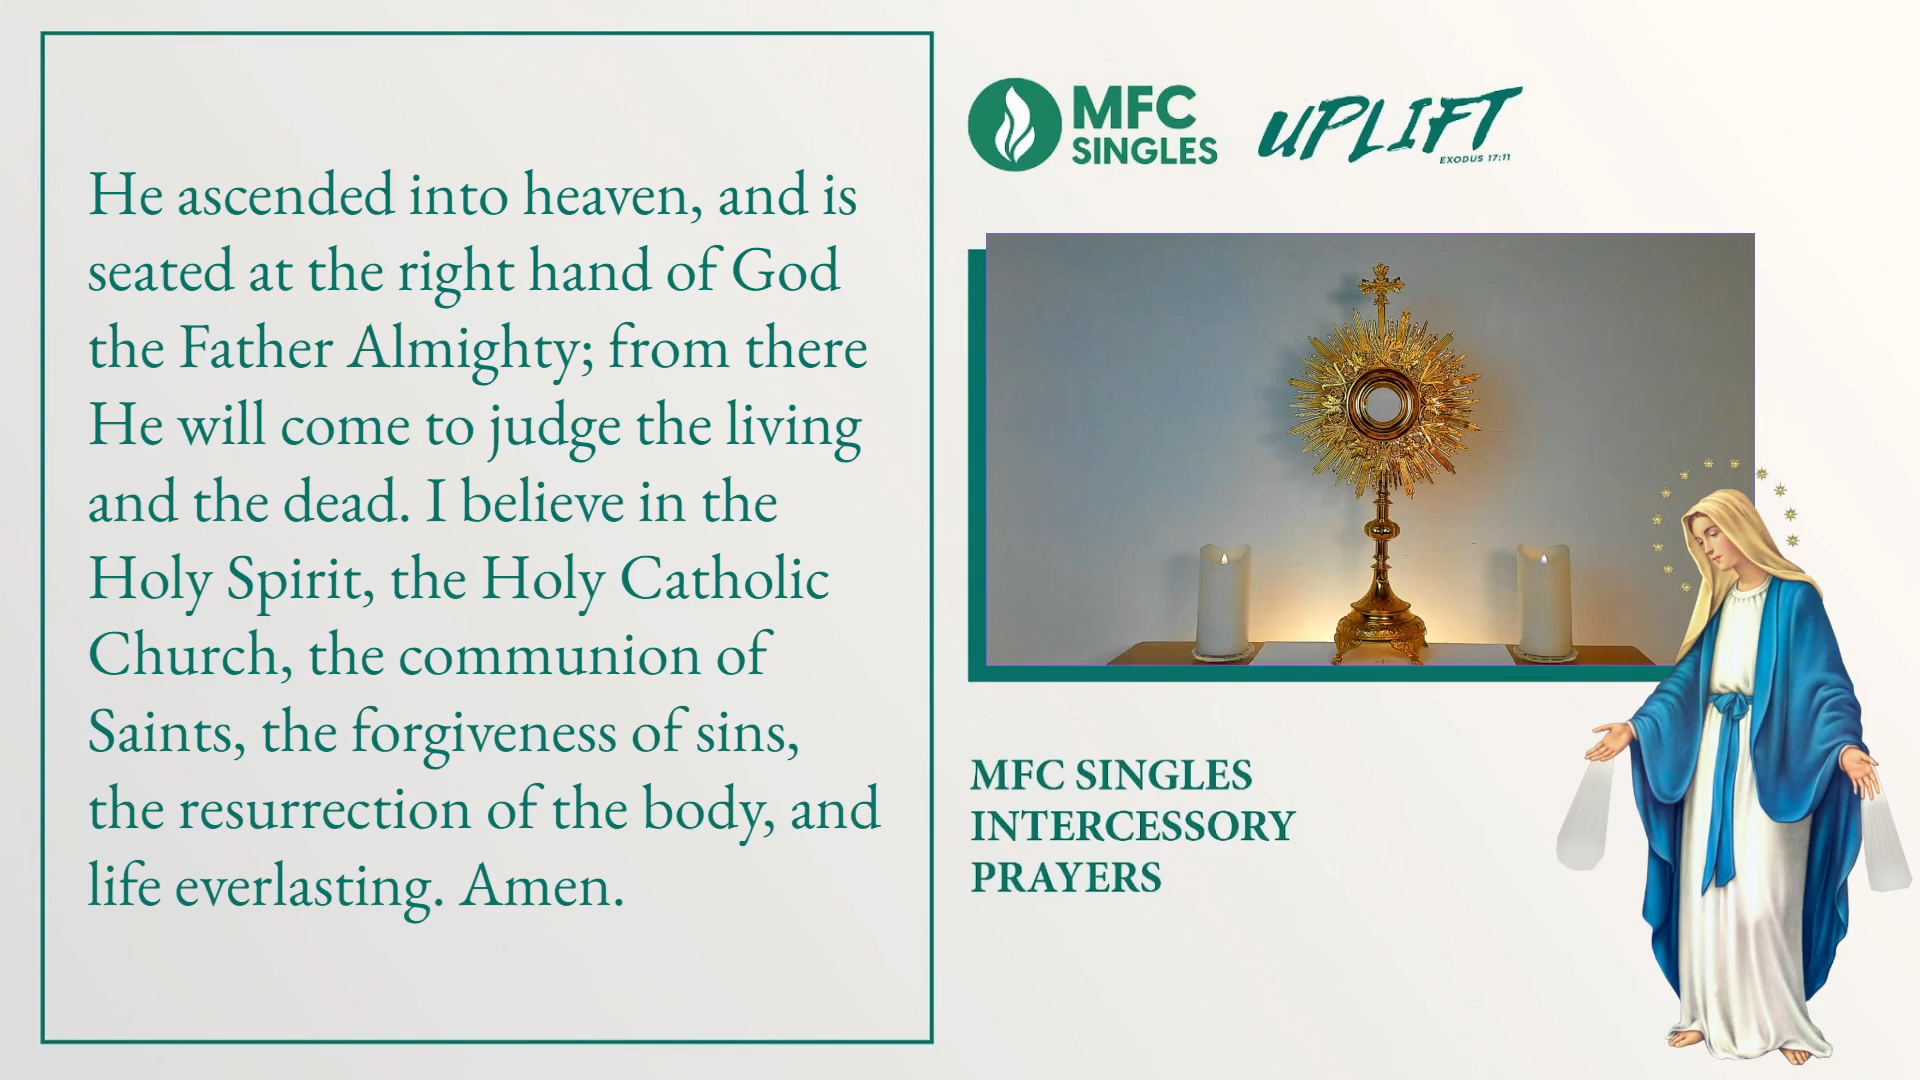 He ascended into heaven, and is
seated at the right hand of God
the Father Almighty; from there
He will come to judge the living
and the dead. I believe in the
Holy Spirit, the Holy Catholic
Church, the communion of
Saints, the forgiveness of sins,
the resurrection of the body, and
life everlasting. Amen.
MFC
SINGLES
UPLIFT
EXODUS 17:11
MFC SINGLES
INTERCESSORY
PRAYERS